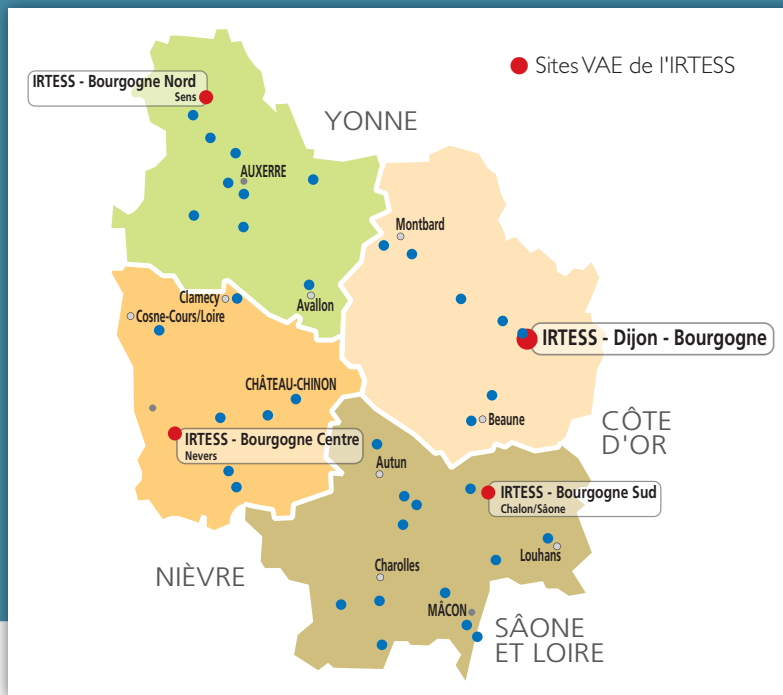 Sites VAE de l'IRTESS
IRTESS - Bourgogne Nord
Sens
YONNE
AUXERRE
Montbard
Avallon
Clamecy
Cosne-Cours/Loire
IRTESS - Dijon - Bourgogne
CHÂTEAU-CHINON
Beaune
CÔTE
D'OR
IRTESS - Bourgogne Centre
Nevers
Autun
IRTESS - Bourgogne Sud
Chalon/Sâone
Louhans
NIÈVRE
Charolles
MÂCON
SÂONE
ET LOIRE